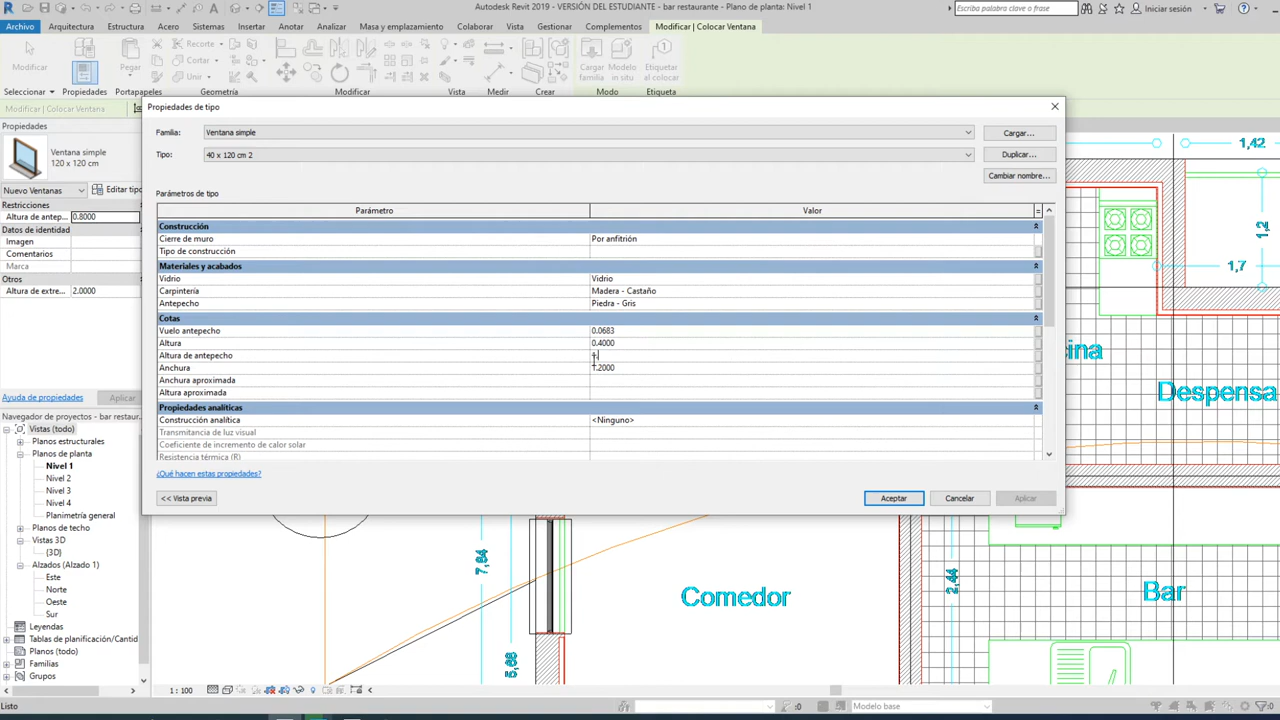 Autodesk Revit 2019 - VERSIÓN DEL ESTUDIANTE - bar restaurante - Plano de planta: Nivel 1
Escriba palabra clave o frase
Iniciar sesión
Archivo Arquitectura Estructura Acero Sistemas Insertar Anotar Analizar Masa y emplazamiento Colaborar Vista Gestionar Complementos Modificar | Colocar Ventana
Modificar
Pegar
Recorte
Cortar
Unir
Cargar familia
Modelo in situ
Etiquetar al colocar
Seleccionar Propiedades Portapapeles Geometría Modificar Vista Medir Crear Modo Etiqueta
Modificar | Colocar Ventana
Propiedades
Ventana simple
120 x 120 cm
Nuevo Ventanas
Editar tipo
Restricciones
Altura de antep... 0.8000
Datos de identidad
Imagen
Comentarios
Marca
Otros
Altura de extre... 2.0000
Ayuda de propiedades
Aplicar
Navegador de proyectos - bar restaur...
Vistas (todo)
Planos estructurales
Planos de planta
Nivel 1
Nivel 2
Nivel 3
Nivel 4
Planimetría general
Planos de techo
Vistas 3D
{3D}
Alzados (Alzado 1)
Este
Norte
Oeste
Sur
Leyendas
Tablas de planificación/Cantid
Planos (todo)
Familias
Grupos
Propiedades de tipo
Familia: Ventana simple
Cargar...
Tipo: 40 x 120 cm 2
Duplicar...
Cambiar nombre...
Parámetros de tipo
Parámetro Valor =
Construcción
Cierre de muro Por anfitrión
Tipo de construcción
Materiales y acabados
Vidrio Vidrio
Carpintería Madera - Castaño
Antepecho Piedra - Gris
Cotas
Vuelo antepecho 0.0683
Altura 0.4000
Altura de antepecho
Anchura 1.2000
Anchura aproximada
Altura aproximada
Propiedades analíticas
Construcción analítica <Ninguno>
Transmitancia de luz visual
Coeficiente de incremento de calor solar
Resistencia térmica (R)
¿Qué hacen estas propiedades?
<< Vista previa
Aceptar
Cancelar
Aplicar
1,42
1,2
1,7
Despensa
7,64
2,44
Comedor
Bar
5,66
1 : 100
Listo
:0
Modelo base
:0